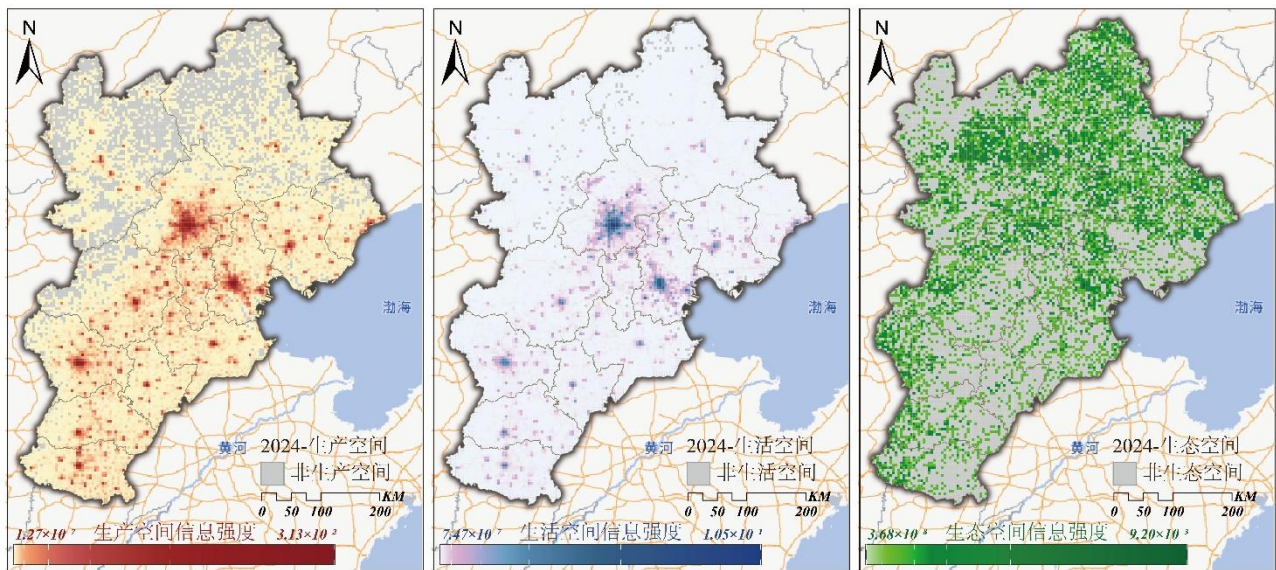 N
渤海
黄河
2024-生产空间
非生产空间
KM
0 50 100 200
1.27×10⁻⁷ 生产空间信息强度 3.13×10⁻²
N
渤海
黄河
2024-生活空间
非生活空间
KM
0 50 100 200
7.47×10⁻⁷ 生活空间信息强度 1.05×10⁻¹
N
渤海
黄河
2024-生态空间
非生态空间
KM
0 50 100 200
3.68×10⁻⁸ 生态空间信息强度 9.20×10⁻³